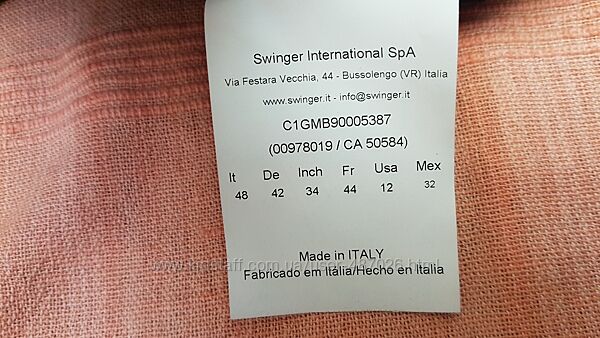 Swinger International SpA
Via Festara Vecchia, 44 - Bussolengo (VR) Italia
www.swinger.it - info@swinger.it
C1GMB90005387
(00978019 / CA 50584)
It De Inch Fr Usa Mex
48 42 34 44 12 32
Made in ITALY
Fabricado em Itália/Hecho en Italia